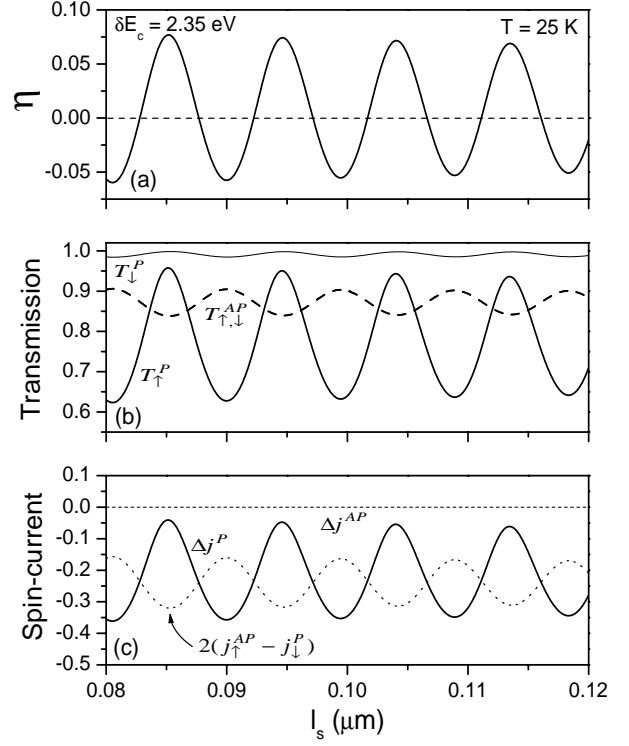 δE_c = 2.35 eV T = 25 K
0.10
0.05
0.00
-0.05
η
(a)
1.0
0.9
0.8
0.7
0.6
Transmission
T_↓^P
T_{↑,↓}^{AP}
T_↑^P
(b)
0.1
0.0
-0.1
-0.2
-0.3
-0.4
-0.5
Spin-current
Δj^P
Δj^{AP}
2(j_↑^{AP} − j_↓^P)
(c)
0.08 0.09 0.10 0.11 0.12
l_s (μm)